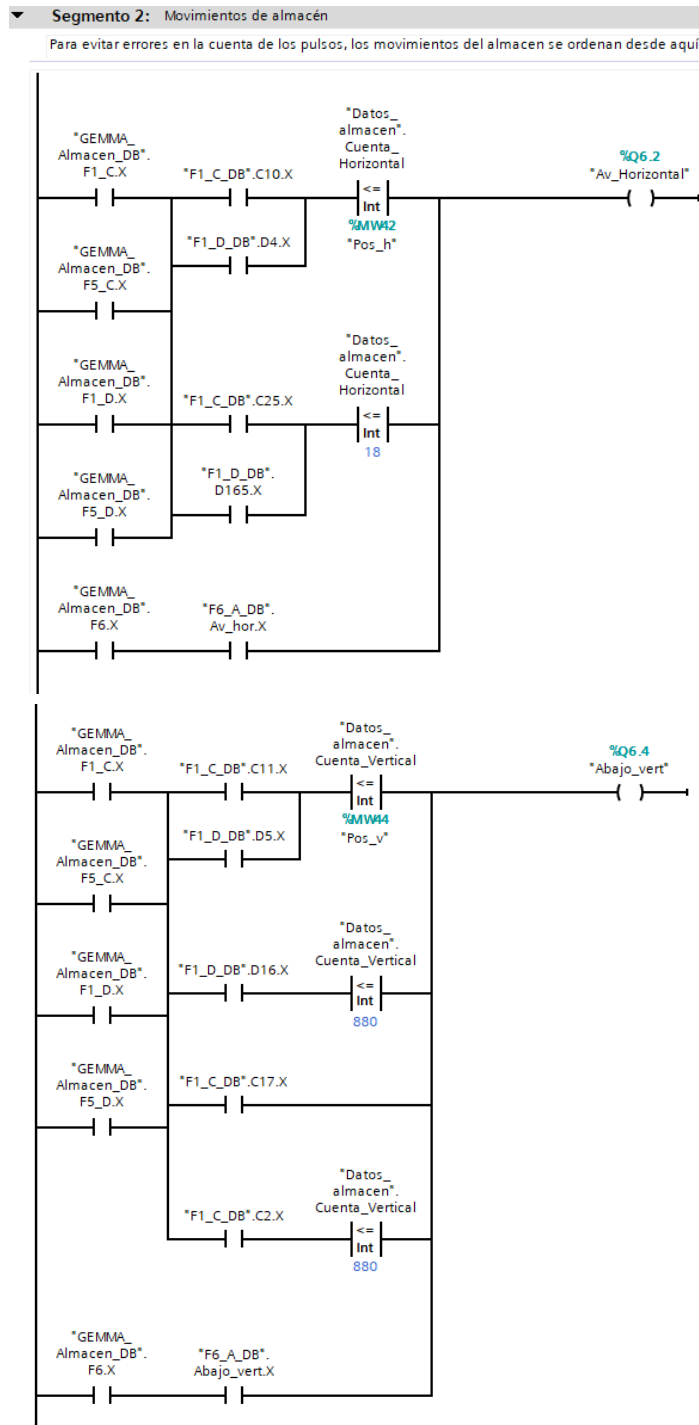 Segmento 2: Movimientos de almacén
Para evitar errores en la cuenta de los pulsos, los movimientos del almacen se ordenan desde aquí
"GEMMA_
Almacen_DB".
F1_C.X
"F1_C_DB".C10.X
"Datos_
almacen".
Cuenta_
Horizontal
<=
Int
%MW42
"Pos_h"
%Q6.2
"Av_Horizontal"
"F1_D_DB".D4.X
"GEMMA_
Almacen_DB".
F5_C.X
"GEMMA_
Almacen_DB".
F1_D.X
"F1_C_DB".C25.X
"Datos_
almacen".
Cuenta_
Horizontal
<=
Int
18
"F1_D_DB".
D165.X
"GEMMA_
Almacen_DB".
F5_D.X
"GEMMA_
Almacen_DB".
F6.X
"F6_A_DB".
Av_hor.X
"GEMMA_
Almacen_DB".
F1_C.X
"F1_C_DB".C11.X
"Datos_
almacen".
Cuenta_Vertical
<=
Int
%MW44
"Pos_v"
%Q6.4
"Abajo_vert"
"F1_D_DB".D5.X
"GEMMA_
Almacen_DB".
F5_C.X
"GEMMA_
Almacen_DB".
F1_D.X
"F1_D_DB".D16.X
"Datos_
almacen".
Cuenta_Vertical
<=
Int
880
"GEMMA_
Almacen_DB".
F5_D.X
"F1_C_DB".C17.X
"F1_C_DB".C2.X
"Datos_
almacen".
Cuenta_Vertical
<=
Int
880
"GEMMA_
Almacen_DB".
F6.X
"F6_A_DB".
Abajo_vert.X